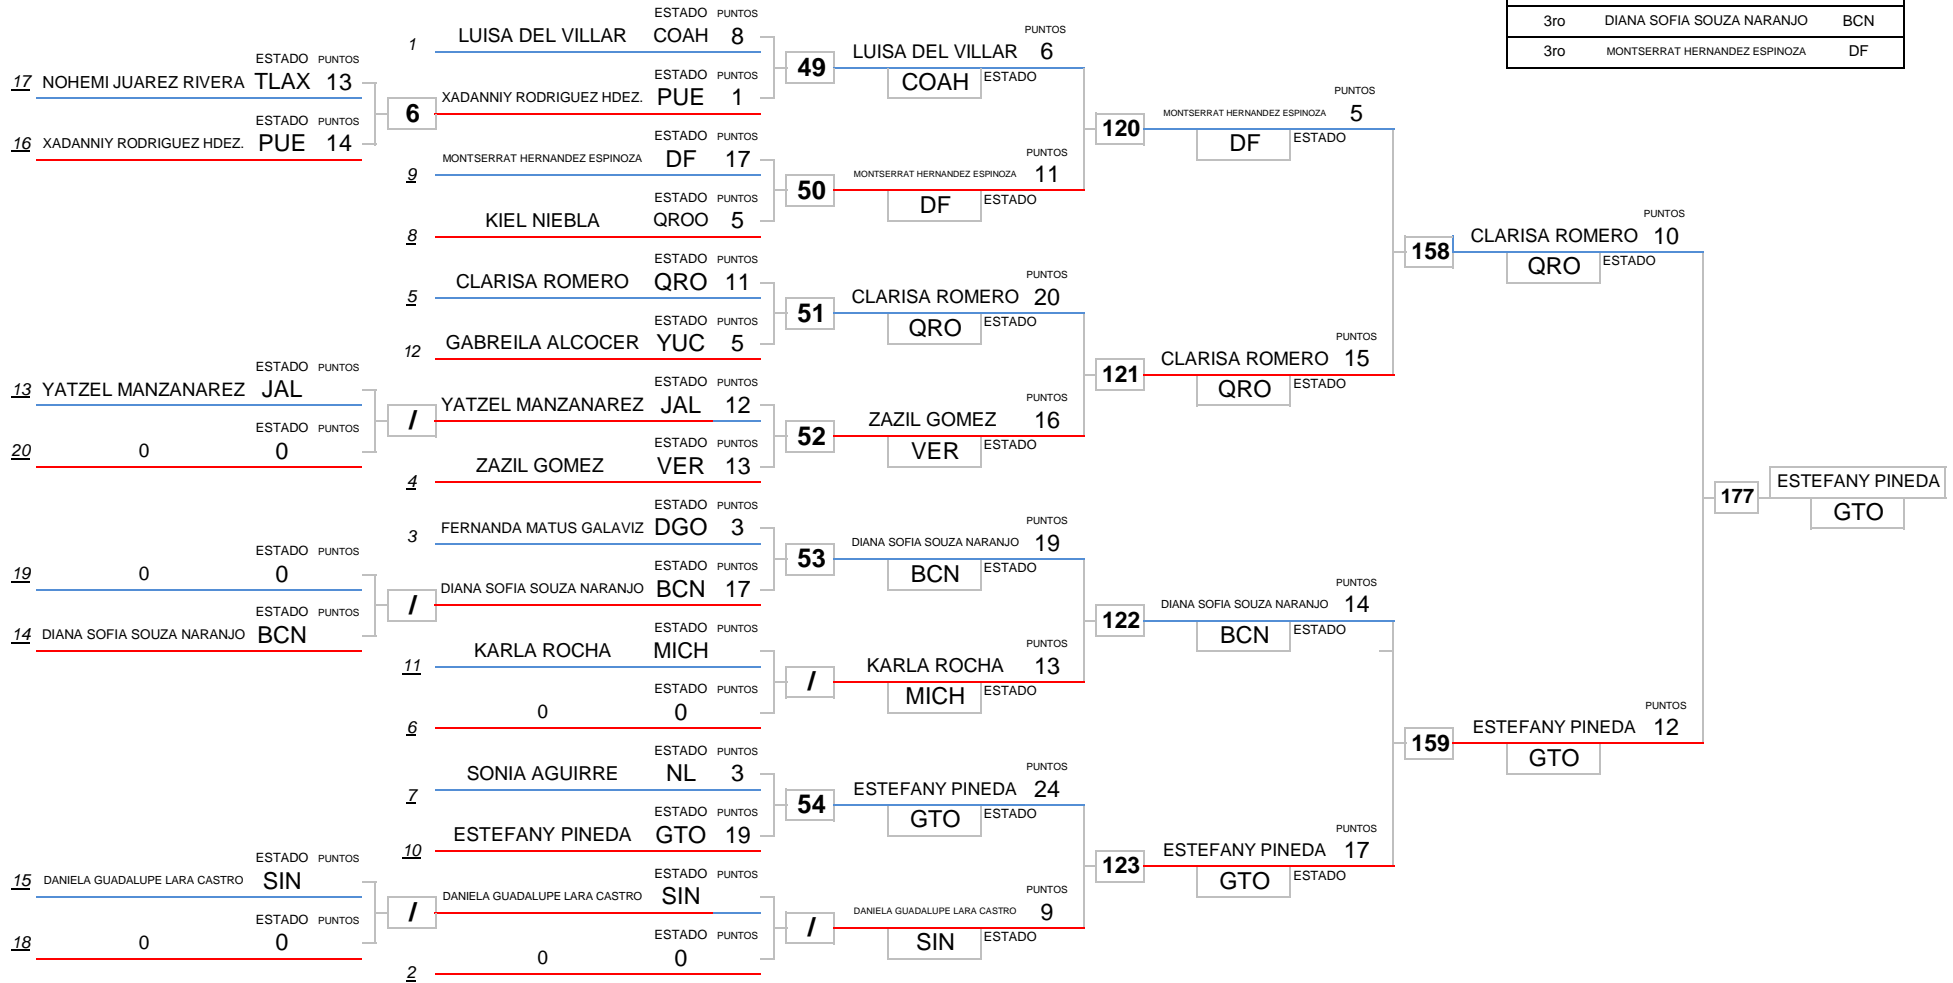 3ro DIANA SOFIA SOUZA NARANJO BCN
3ro MONTSERRAT HERNANDEZ ESPINOZA DF
ESTADO PUNTOS
17 NOHEMI JUAREZ RIVERA TLAX 13
ESTADO PUNTOS
16 XADANNIY RODRIGUEZ HDEZ. PUE 14
6
ESTADO PUNTOS
13 YATZEL MANZANAREZ JAL
ESTADO PUNTOS
20 0 0
/
ESTADO PUNTOS
19 0 0
ESTADO PUNTOS
14 DIANA SOFIA SOUZA NARANJO BCN
/
ESTADO PUNTOS
15 DANIELA GUADALUPE LARA CASTRO SIN
ESTADO PUNTOS
18 0 0
/
ESTADO PUNTOS
1 LUISA DEL VILLAR COAH 8
ESTADO PUNTOS
XADANNIY RODRIGUEZ HDEZ. PUE 1
49
ESTADO PUNTOS
9 MONTSERRAT HERNANDEZ ESPINOZA DF 17
ESTADO PUNTOS
8 KIEL NIEBLA QROO 5
50
ESTADO PUNTOS
5 CLARISA ROMERO QRO 11
ESTADO PUNTOS
12 GABREILA ALCOCER YUC 5
51
ESTADO PUNTOS
YATZEL MANZANAREZ JAL 12
ESTADO PUNTOS
4 ZAZIL GOMEZ VER 13
52
ESTADO PUNTOS
3 FERNANDA MATUS GALAVIZ DGO 3
ESTADO PUNTOS
DIANA SOFIA SOUZA NARANJO BCN 17
53
ESTADO PUNTOS
11 KARLA ROCHA MICH
ESTADO PUNTOS
6 0 0
/
ESTADO PUNTOS
7 SONIA AGUIRRE NL 3
ESTADO PUNTOS
10 ESTEFANY PINEDA GTO 19
54
ESTADO PUNTOS
DANIELA GUADALUPE LARA CASTRO SIN
ESTADO PUNTOS
2 0 0
/
PUNTOS
LUISA DEL VILLAR 6
COAH ESTADO
PUNTOS
MONTSERRAT HERNANDEZ ESPINOZA 11
DF ESTADO
120
PUNTOS
CLARISA ROMERO 20
QRO ESTADO
PUNTOS
ZAZIL GOMEZ 16
VER ESTADO
121
PUNTOS
DIANA SOFIA SOUZA NARANJO 19
BCN ESTADO
PUNTOS
KARLA ROCHA 13
MICH ESTADO
122
PUNTOS
ESTEFANY PINEDA 24
GTO ESTADO
PUNTOS
DANIELA GUADALUPE LARA CASTRO 9
SIN ESTADO
123
PUNTOS
MONTSERRAT HERNANDEZ ESPINOZA 5
DF ESTADO
PUNTOS
CLARISA ROMERO 15
QRO ESTADO
158
PUNTOS
DIANA SOFIA SOUZA NARANJO 14
BCN ESTADO
PUNTOS
ESTEFANY PINEDA 17
GTO ESTADO
159
PUNTOS
CLARISA ROMERO 10
QRO ESTADO
PUNTOS
ESTEFANY PINEDA 12
GTO
177
ESTEFANY PINEDA
GTO